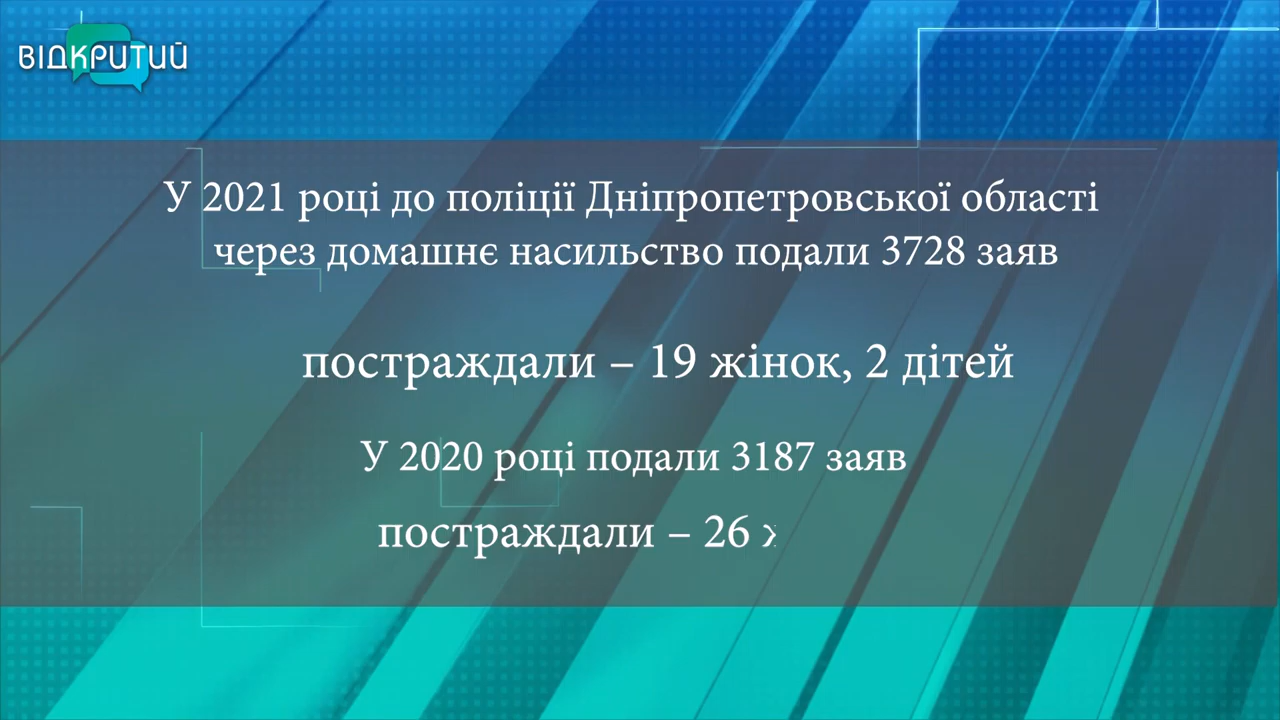 ВІДКРИТИЙ
У 2021 році до поліції Дніпропетровської області
через домашнє насильство подали 3728 заяв
постраждали – 19 жінок, 2 дітей
У 2020 році подали 3187 заяв
постраждали – 26